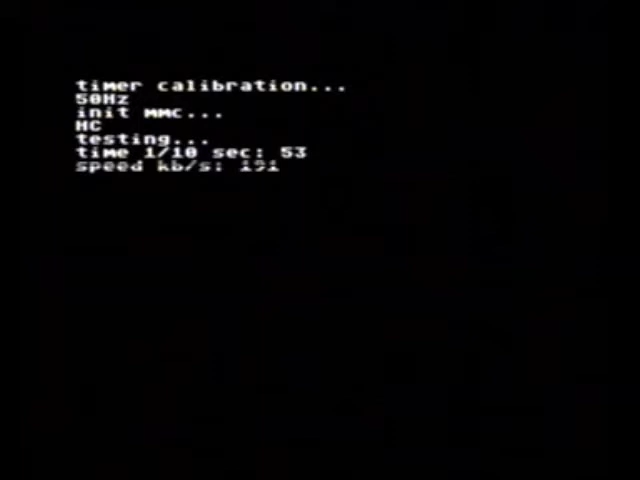 timer calibration...
50Hz
init mmc...
HC
testing...
time 1/10 sec: 53
speed kb/s: 191